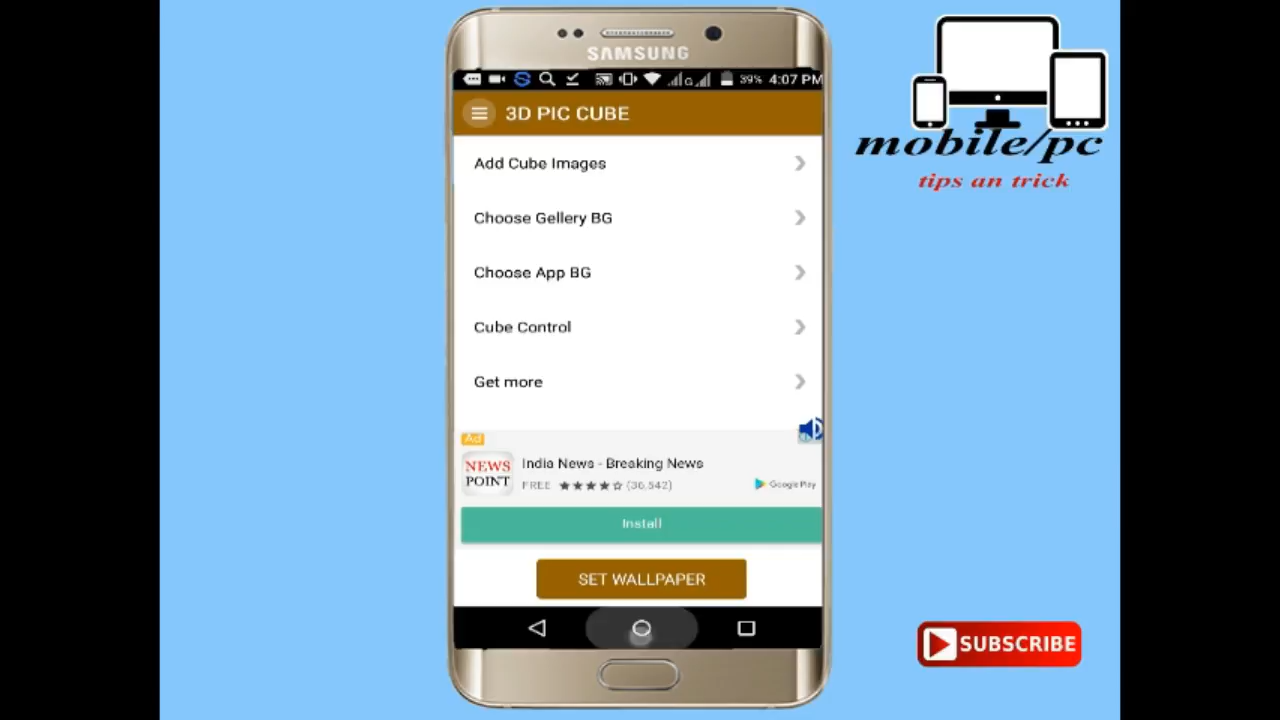 SAMSUNG
39% 4:07 PM
3D PIC CUBE
Add Cube Images
Choose Gellery BG
Choose App BG
Cube Control
Get more
Ad
NEWS
POINT
India News - Breaking News
FREE ★★★★☆ (30,542)
Google Play
Install
SET WALLPAPER
mobile/pc
tips an trick
SUBSCRIBE